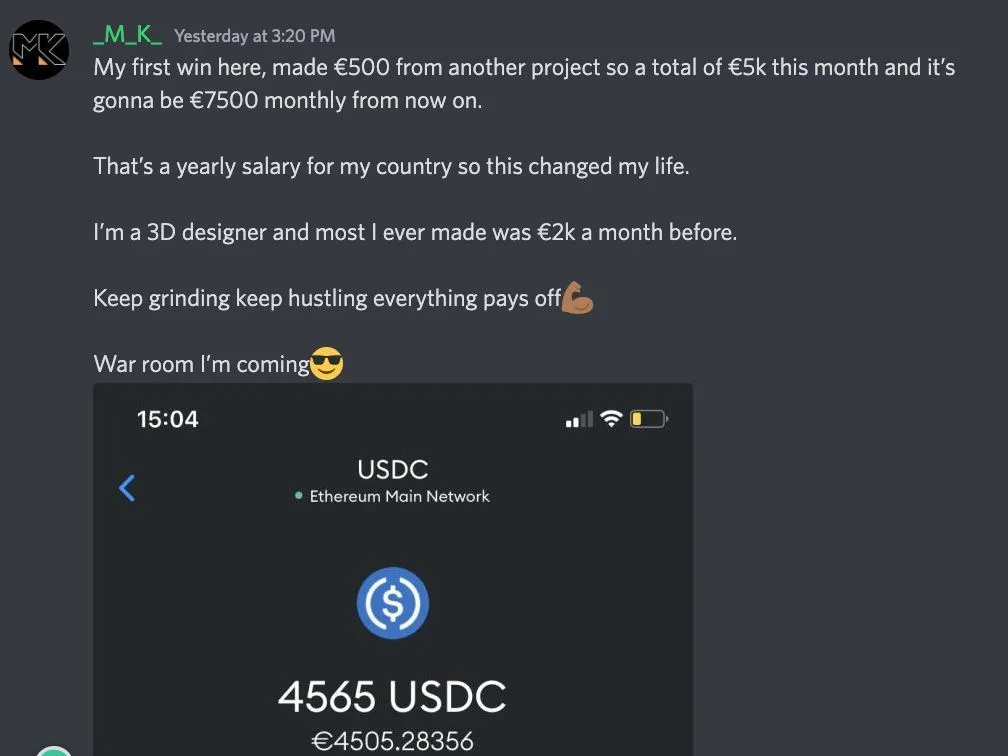 MK
_M_K_ Yesterday at 3:20 PM
My first win here, made €500 from another project so a total of €5k this month and it's
gonna be €7500 monthly from now on.
That's a yearly salary for my country so this changed my life.
I'm a 3D designer and most I ever made was €2k a month before.
Keep grinding keep hustling everything pays off💪🏾
War room I'm coming😎
15:04
USDC
Ethereum Main Network
$
4565 USDC
€4505.28356